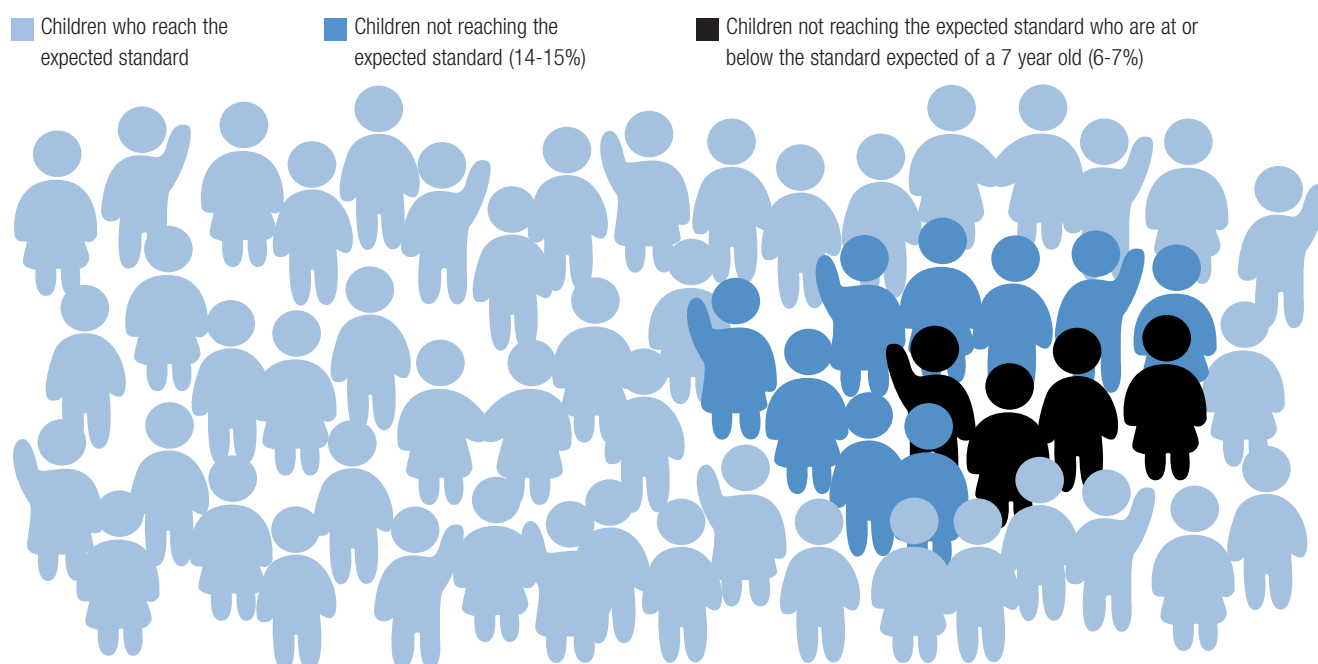 Children who reach the
expected standard
Children not reaching the
expected standard (14-15%)
Children not reaching the expected standard who are at or
below the standard expected of a 7 year old (6-7%)